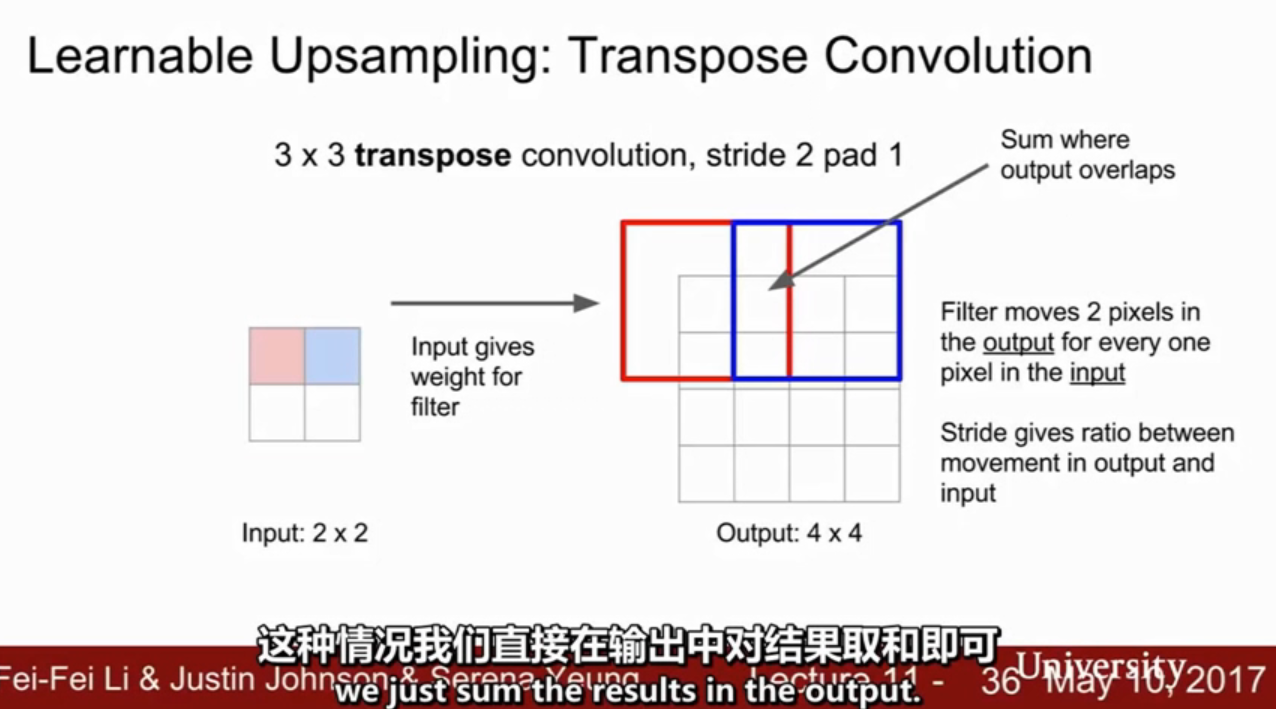 Learnable Upsampling: Transpose Convolution
3 x 3 transpose convolution, stride 2 pad 1
Sum where
output overlaps
Input gives
weight for
filter
Filter moves 2 pixels in
the output for every one
pixel in the input
Stride gives ratio between
movement in output and
input
Input: 2 x 2
Output: 4 x 4
这种情况我们直接在输出中对结果取和即可
Fei-Fei Li & Justin Johnson & Serena Yeung Lecture 11 - 36 University May 10, 2017
we just sum the results in the output.